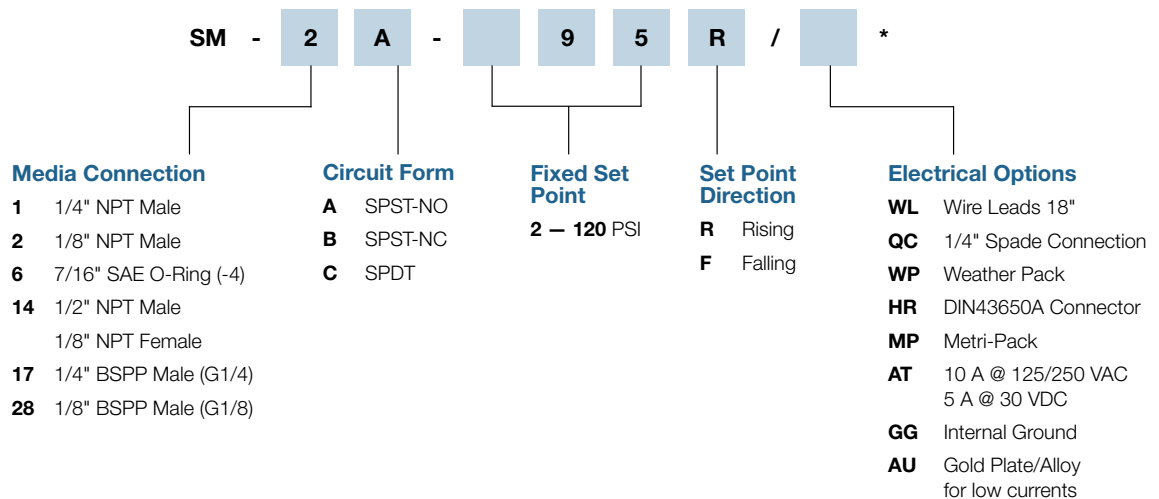 SM - 2 A - 9 5 R / *
Media Connection
1 1/4" NPT Male
2 1/8" NPT Male
6 7/16" SAE O-Ring (-4)
14 1/2" NPT Male
1/8" NPT Female
17 1/4" BSPP Male (G1/4)
28 1/8" BSPP Male (G1/8)
Circuit Form
A SPST-NO
B SPST-NC
C SPDT
Fixed Set
Point
2 — 120 PSI
Set Point
Direction
R Rising
F Falling
Electrical Options
WL Wire Leads 18"
QC 1/4" Spade Connection
WP Weather Pack
HR DIN43650A Connector
MP Metri-Pack
AT 10 A @ 125/250 VAC
5 A @ 30 VDC
GG Internal Ground
AU Gold Plate/Alloy
for low currents